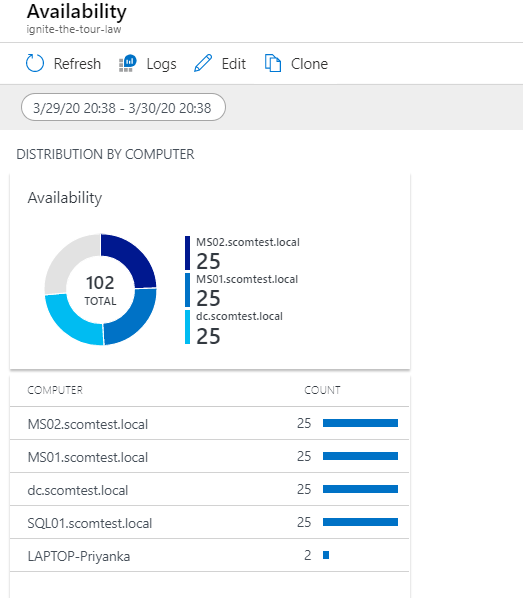 Availability
ignite-the-tour-law
Refresh Logs Edit Clone
3/29/20 20:38 - 3/30/20 20:38
DISTRIBUTION BY COMPUTER
Availability
102
TOTAL
MS02.scomtest.local
25
MS01.scomtest.local
25
dc.scomtest.local
25
COMPUTER COUNT
MS02.scomtest.local 25
MS01.scomtest.local 25
dc.scomtest.local 25
SQL01.scomtest.local 25
LAPTOP-Priyanka 2